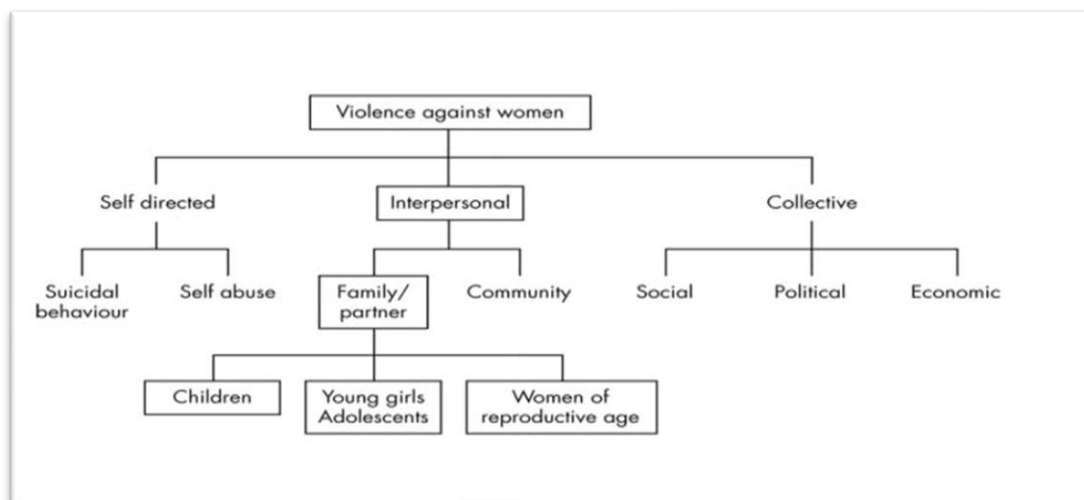 Violence against women
Self directed
Interpersonal
Collective
Suicidal
behaviour
Self abuse
Family/
partner
Community
Social
Political
Economic
Children
Young girls
Adolescents
Women of
reproductive age